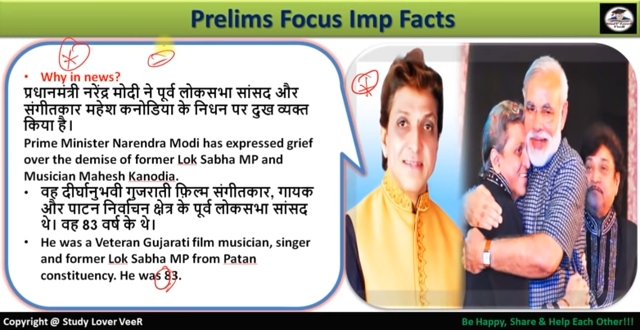 Prelims Focus Imp Facts
• Why in news?
प्रधानमंत्री नरेंद्र मोदी ने पूर्व लोकसभा सांसद और
संगीतकार महेश कनोडिया के निधन पर दुख व्यक्त
किया है।
Prime Minister Narendra Modi has expressed grief
over the demise of former Lok Sabha MP and
Musician Mahesh Kanodia.
• वह दीर्घानुभवी गुजराती फ़िल्म संगीतकार, गायक
और पाटन निर्वाचन क्षेत्र के पूर्व लोकसभा सांसद
थे। वह 83 वर्ष के थे।
• He was a Veteran Gujarati film musician, singer
and former Lok Sabha MP from Patan
constituency. He was 83.
Copyright @ Study Lover VeeR
Be Happy, Share & Help Each Other!!!